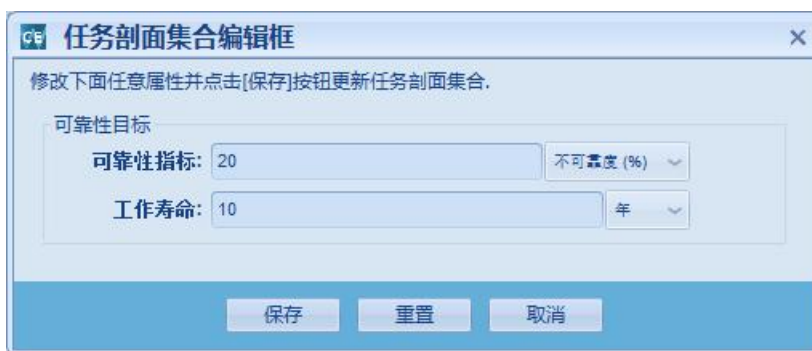 CE 任务剖面集合编辑框
修改下面任意属性并点击[保存]按钮更新任务剖面集合.
可靠性目标
可靠性指标: 20 不可靠度 (%)
工作寿命: 10 年
保存 重置 取消